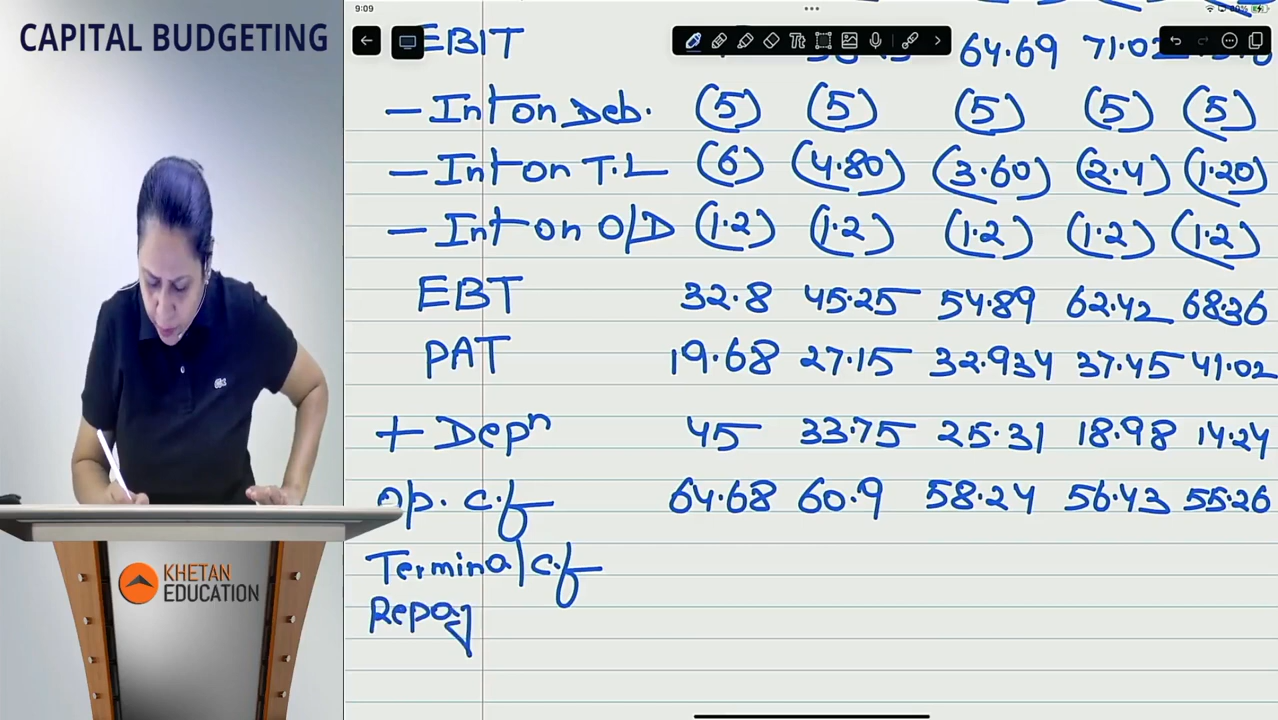 CAPITAL BUDGETING
9:09
EBIT 64.69 71.02
- Int on Deb. (5) (5) (5) (5) (5)
- Int on T.L (6) (4.80) (3.60) (2.4) (1.20)
- Int on O/D (1.2) (1.2) (1.2) (1.2) (1.2)
EBT 32.8 45.25 54.89 62.42 68.36
PAT 19.68 27.15 32.934 37.45 41.02
+ Depn 45 33.75 25.31 18.98 14.24
Op. c.f 64.68 60.9 58.24 56.43 55.26
Terminal c.f
Repay
KHETAN
EDUCATION